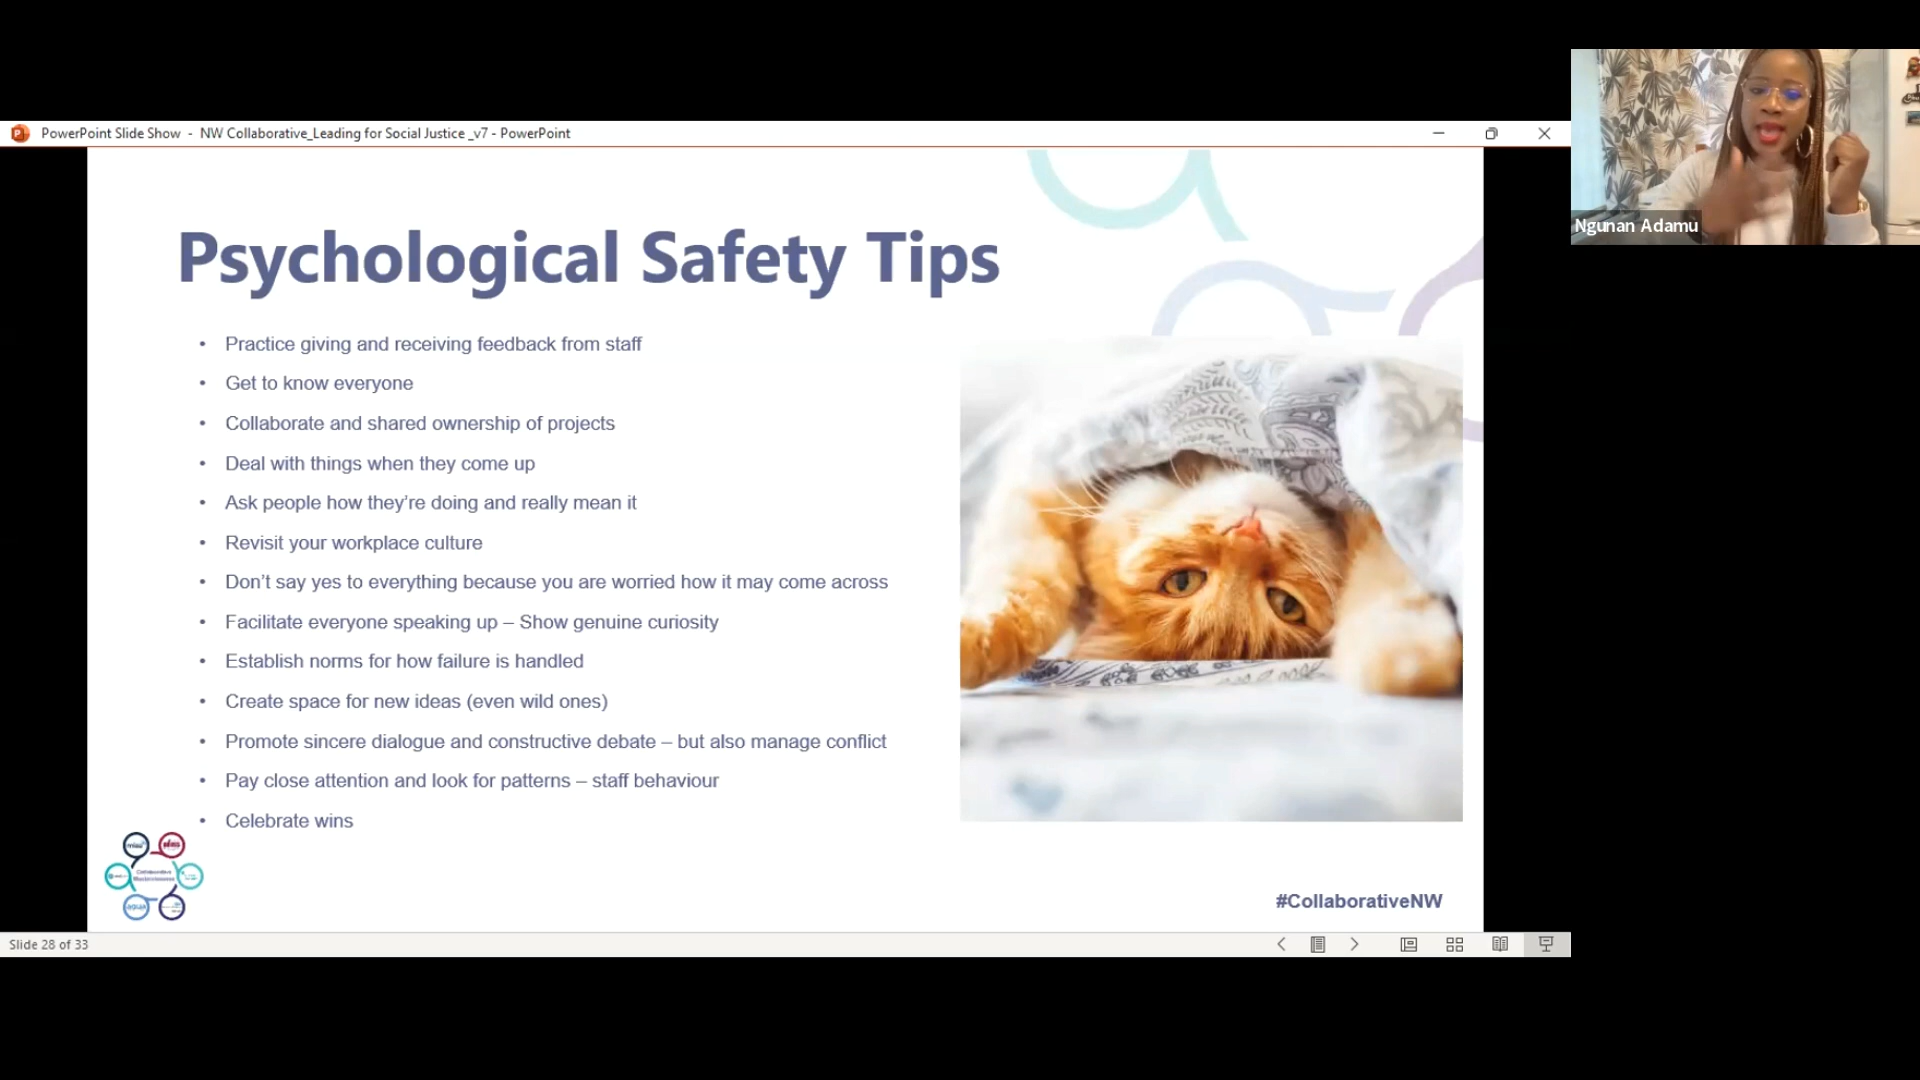 PowerPoint Slide Show - NW Collaborative_Leading for Social Justice _v7 - PowerPoint
Ngunan Adamu
Psychological Safety Tips
• Practice giving and receiving feedback from staff
• Get to know everyone
• Collaborate and shared ownership of projects
• Deal with things when they come up
• Ask people how they’re doing and really mean it
• Revisit your workplace culture
• Don’t say yes to everything because you are worried how it may come across
• Facilitate everyone speaking up – Show genuine curiosity
• Establish norms for how failure is handled
• Create space for new ideas (even wild ones)
• Promote sincere dialogue and constructive debate – but also manage conflict
• Pay close attention and look for patterns – staff behaviour
• Celebrate wins
Collaborative
aqua
#CollaborativeNW
Slide 28 of 33